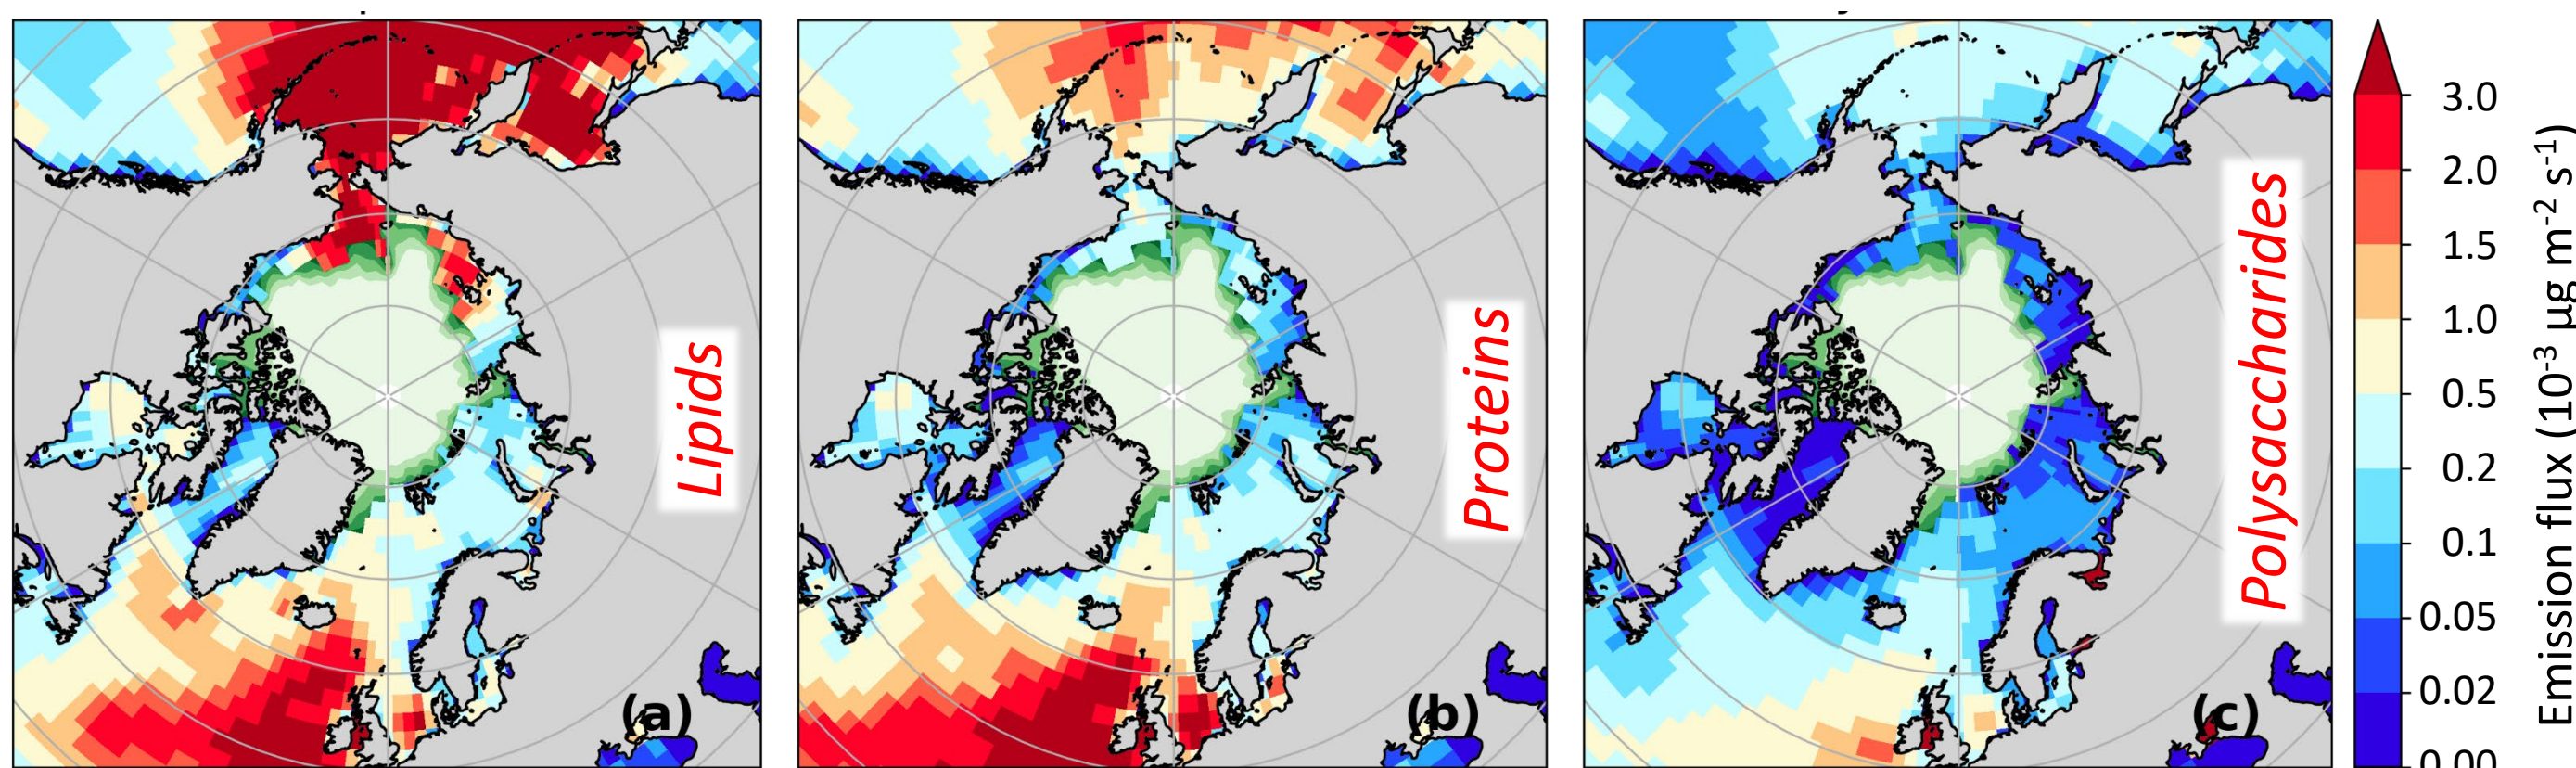 Lipids
(a)
Proteins
(b)
Polysaccharides
(c)
3.0
2.0
1.5
1.0
0.5
0.2
0.1
0.05
0.02
0.00
Emission flux (10⁻³ µg m⁻² s⁻¹)